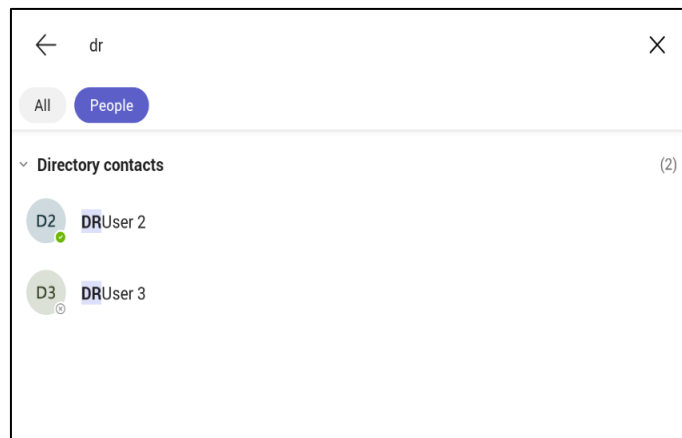 dr
All People
Directory contacts (2)
D2 DRUser 2
D3 DRUser 3